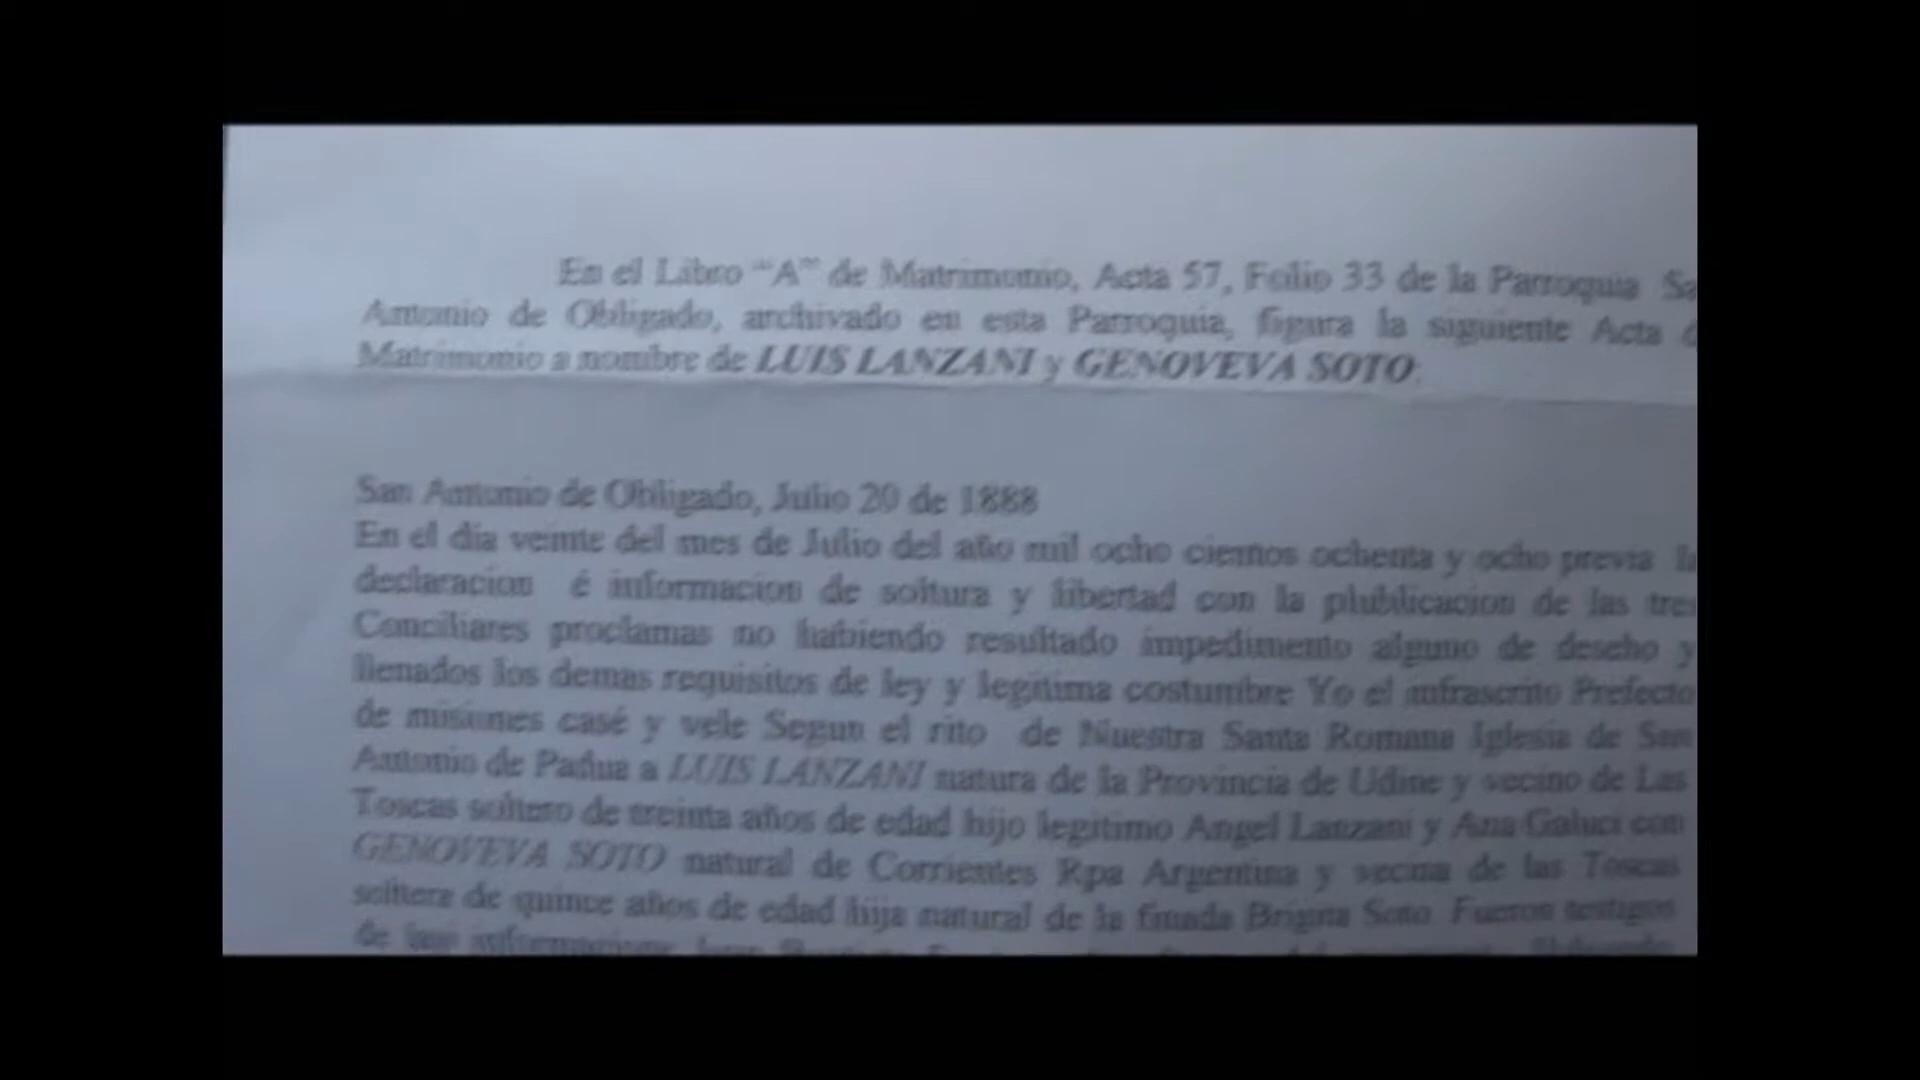 En el Libro "A" de Matrimonio, Acta 57, Folio 33 de la Parroquia Sa
Antonio de Obligado, archivado en esta Parroquia, figura la siguiente Acta d
Matrimonio a nombre de LUIS LANZANI y GENOVEVA SOTO:
San Antonio de Obligado, Julio 20 de 1888
En el dia veinte del mes de Julio del año mil ocho cientos ochenta y ocho previa la
declaracion é informacion de soltura y libertad con la plublicacion de las tres
Conciliares proclamas no habiendo resultado impedimento alguno de deseho y
llenados los demas requisitos de ley y legitima costumbre Yo el infrascrito Prefecto
de misiones casé y vele Segun el rito de Nuestra Santa Romana Iglesia de San
Antonio de Padua a LUIS LANZANI natura de la Provincia de Udine y vecino de Las
Toscas soltero de treinta años de edad hijo legitimo Angel Lanzani y Ana Galuci con
GENOVEVA SOTO natural de Corrientes Rpa Argentina y vecina de las Toscas
soltera de quince años de edad hija natural de la finada Brigita Soto Fueron testigos